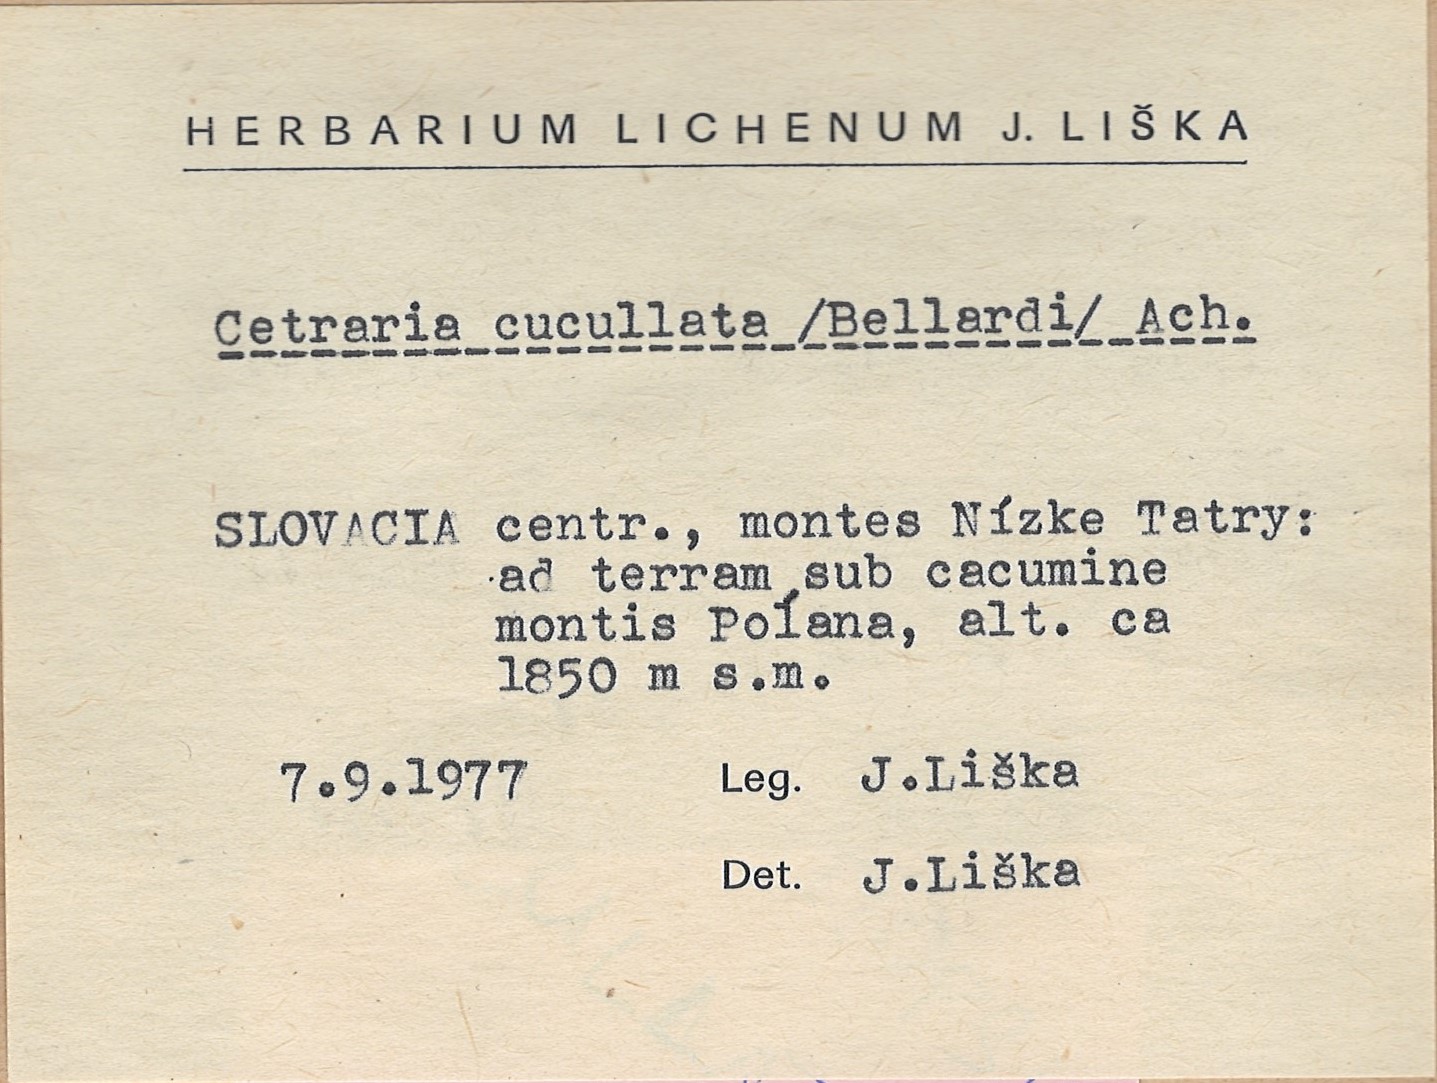 HERBARIUM LICHENUM J. LIŠKA
Cetraria cucullata /Bellardi/ Ach.
SLOVACIA centr., montes Nízke Tatry:
ad terram sub cacumine
montis Poľana, alt. ca
1850 m s.m.
7.9.1977 Leg. J.Liška
Det. J.Liška